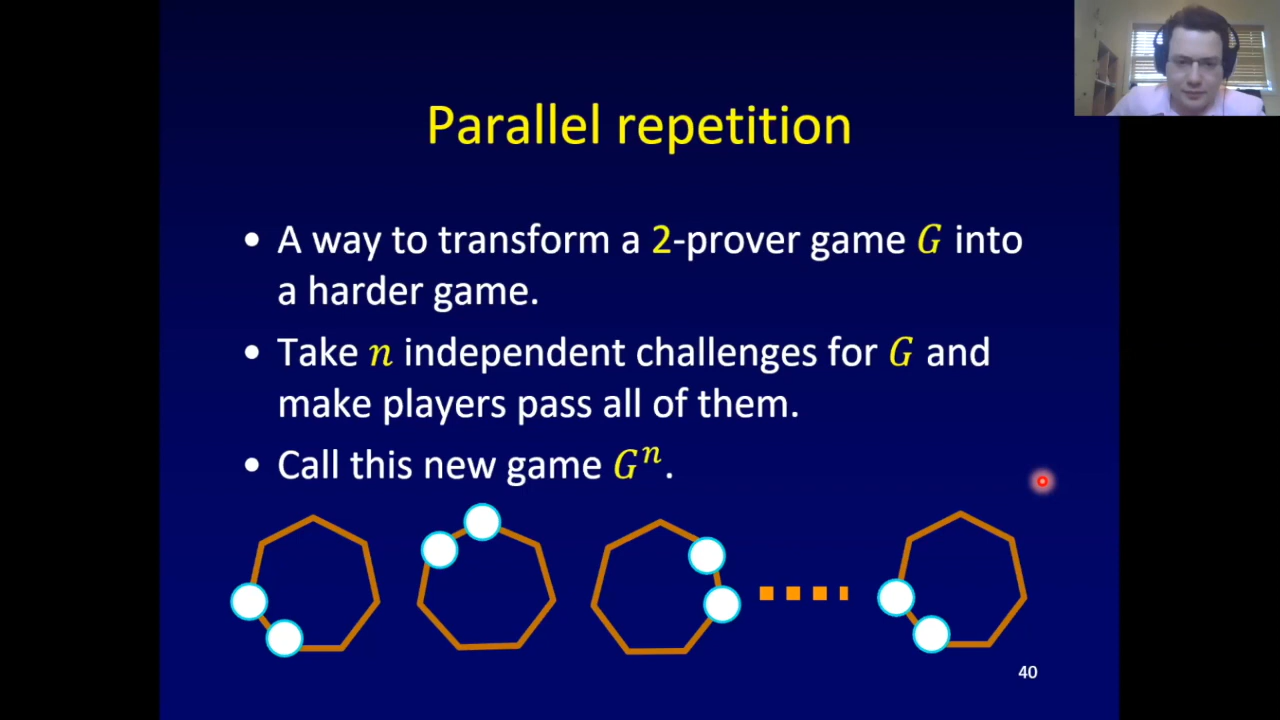 Parallel repetition
• A way to transform a 2-prover game G into
a harder game.
• Take n independent challenges for G and
make players pass all of them.
• Call this new game Gⁿ.
40